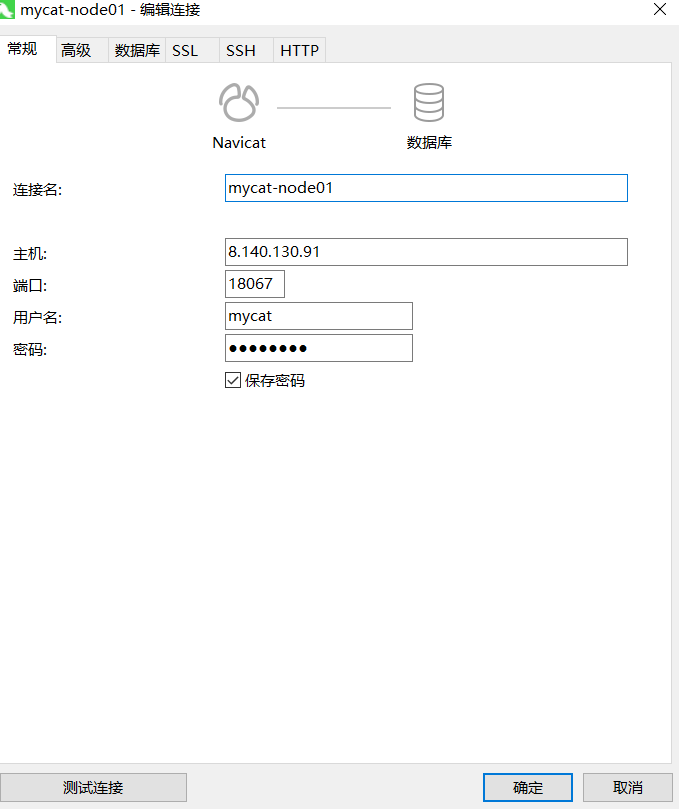 mycat-node01 - 编辑连接
常规 高级 数据库 SSL SSH HTTP
Navicat 数据库
连接名: mycat-node01
主机: 8.140.130.91
端口: 18067
用户名: mycat
密码: ●●●●●●●●
保存密码
测试连接 确定 取消